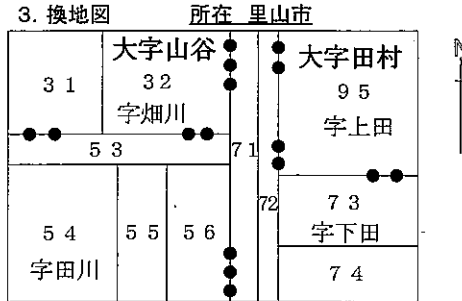 3. 換地図 所在 里山市
大字山谷 大字田村
31 32 95
字畑川 字上田
53 71
72 73
54 55 56 字下田
字田川
74